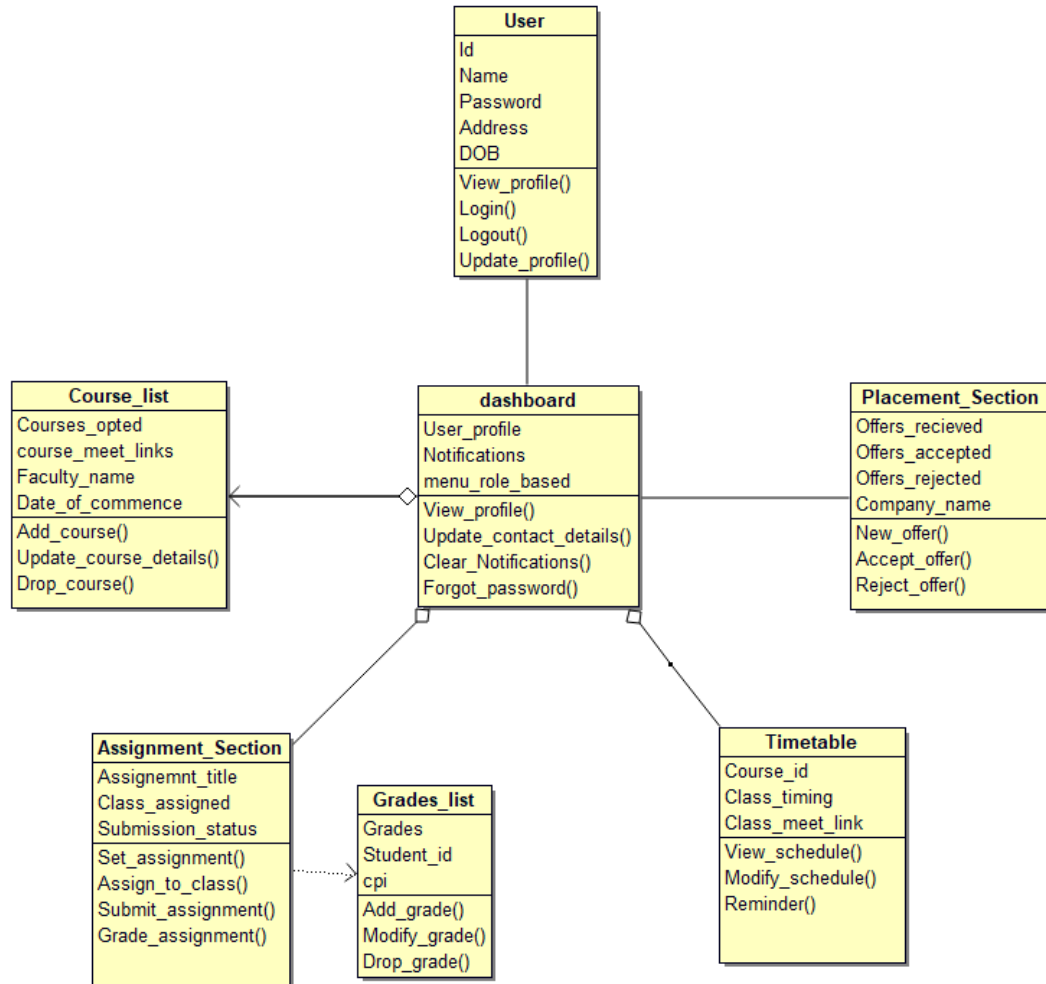 User
Id
Name
Password
Address
DOB
View_profile()
Login()
Logout()
Update_profile()
Course_list
Courses_opted
course_meet_links
Faculty_name
Date_of_commence
Add_course()
Update_course_details()
Drop_course()
dashboard
User_profile
Notifications
menu_role_based
View_profile()
Update_contact_details()
Clear_Notifications()
Forgot_password()
Placement_Section
Offers_recieved
Offers_accepted
Offers_rejected
Company_name
New_offer()
Accept_offer()
Reject_offer()
Assignment_Section
Assignemnt_title
Class_assigned
Submission_status
Set_assignment()
Assign_to_class()
Submit_assignment()
Grade_assignment()
Grades_list
Grades
Student_id
cpi
Add_grade()
Modify_grade()
Drop_grade()
Timetable
Course_id
Class_timing
Class_meet_link
View_schedule()
Modify_schedule()
Reminder()